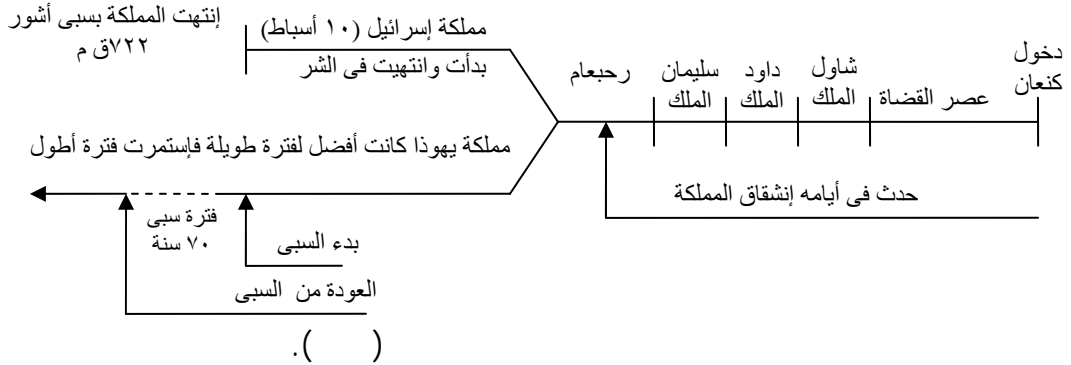 دخول
كنعان
عصر القضاة
شاول
الملك
داود
الملك
سليمان
الملك
رحبعام
حدث فى أيامه إنشقاق المملكة
مملكة إسرائيل (١٠ أسباط)
بدأت وانتهيت فى الشر
إنتهت المملكة بسبى أشور
٧٢٢ق م
مملكة يهوذا كانت أفضل لفترة طويلة فإستمرت فترة أطول
فترة سبى
٧٠ سنة
بدء السبى
العودة من السبى
( ).